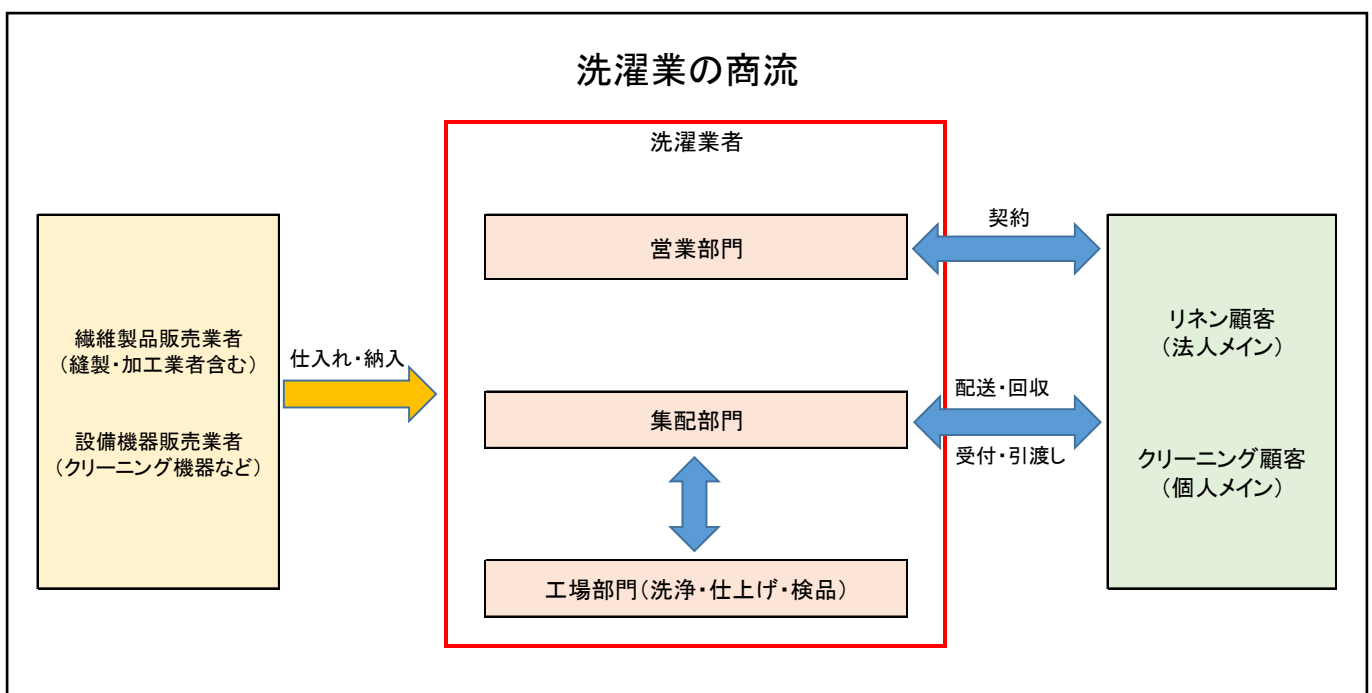 洗濯業の商流
洗濯業者
営業部門
契約
繊維製品販売業者
（縫製・加工業者含む）
設備機器販売業者
（クリーニング機器など）
仕入れ・納入
集配部門
配送・回収
受付・引渡し
リネン顧客
（法人メイン）
クリーニング顧客
（個人メイン）
工場部門（洗浄・仕上げ・検品）